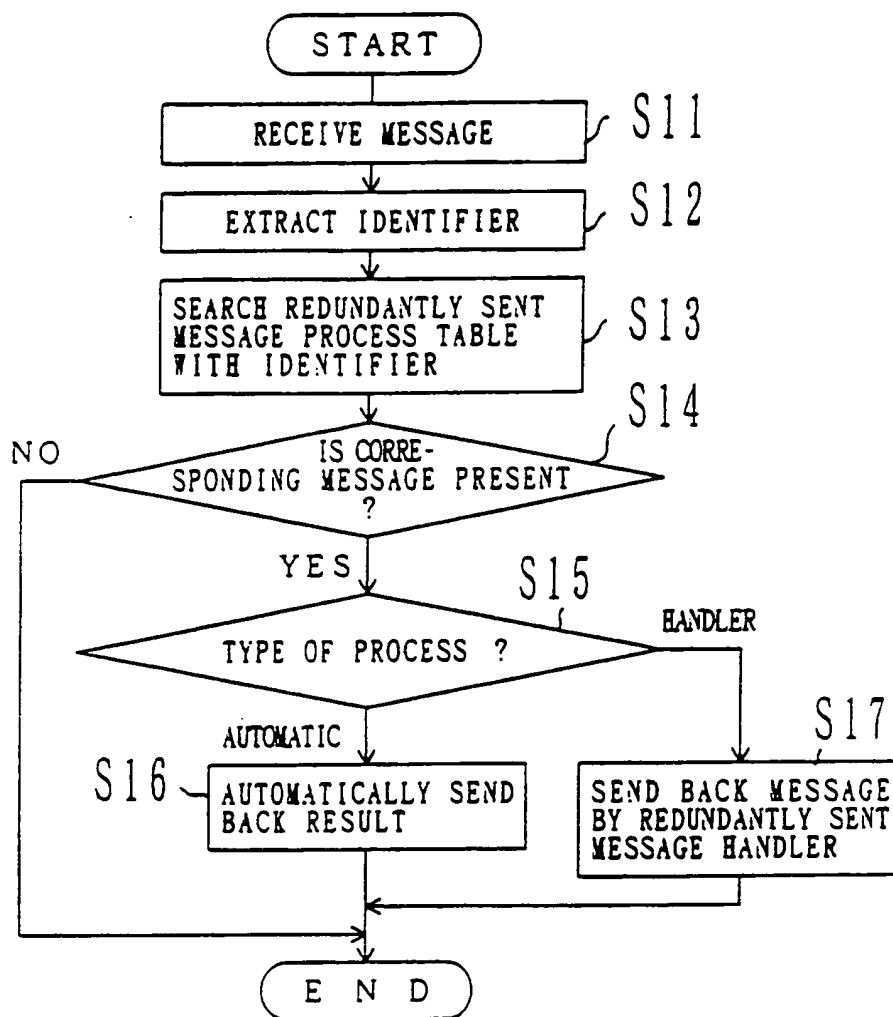 START
RECEIVE MESSAGE
S11
EXTRACT IDENTIFIER
S12
SEARCH REDUNDANTLY SENT
MESSAGE PROCESS TABLE
WITH IDENTIFIER
S13
S14
NO
IS CORRE-
SPONDING MESSAGE PRESENT
?
YES
S15
TYPE OF PROCESS ?
HANDLER
AUTOMATIC
S16
AUTOMATICALLY SEND
BACK RESULT
S17
SEND BACK MESSAGE
BY REDUNDANTLY SENT
MESSAGE HANDLER
END